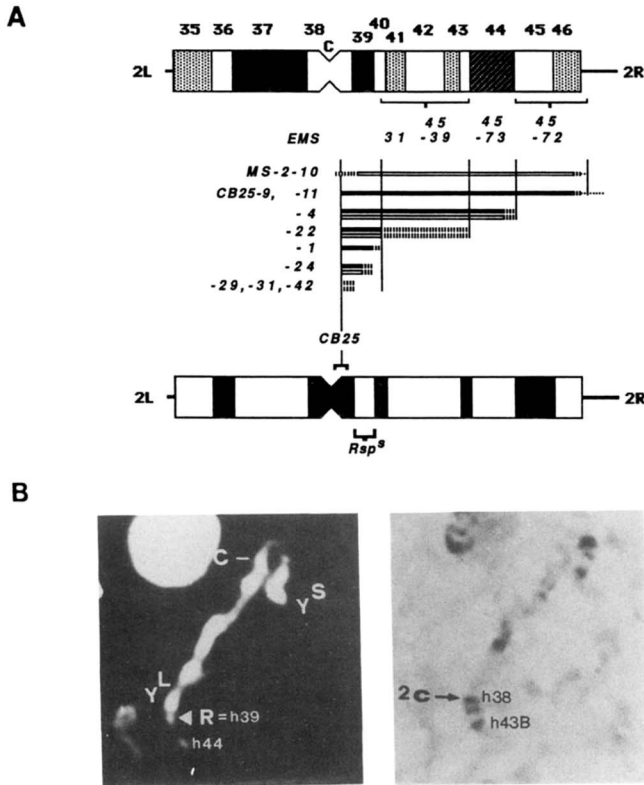 A
35 36 37 38 39 40 41 42 43 44 45 46
C
2L 2R
45 45 45
EMS 31 -39 -73 -72
MS-2-10
CB25-9, -11
-4
-22
-1
-24
-29,-31,-42
CB25
2L 2R
Rsp s
B
C
Y S
Y L
R=h39
h44
2c h38
h43B